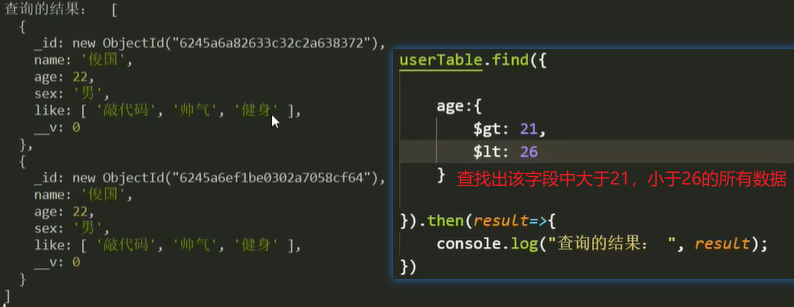 查询的结果： [
  {
    _id: new ObjectId("6245a6a82633c32c2a638372"),
    name: '俊国',
    age: 22,
    sex: '男',
    like: [ '敲代码', '帅气', '健身' ],
    __v: 0
  },
  {
    _id: new ObjectId("6245a6ef1be0302a7058cf64"),
    name: '俊国',
    age: 22,
    sex: '男',
    like: [ '敲代码', '帅气', '健身' ],
    __v: 0
  }
]
userTable.find({
    age:{
        $gt: 21,
        $lt: 26
    } 查找出该字段中大于21，小于26的所有数据
}).then(result=>{
    console.log("查询的结果： ", result);
})